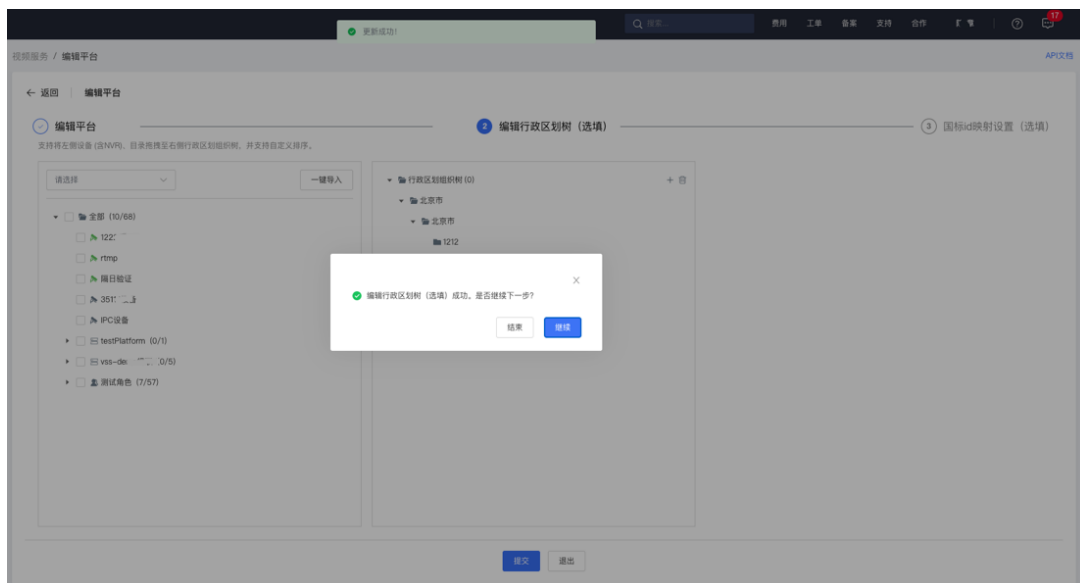 更新成功!
搜索...
费用 工单 备案 支持 合作
17
视频服务 / 编辑平台
API文档
返回 编辑平台
编辑平台
2 编辑行政区划树（选填）
3 国标id映射设置（选填）
支持将左侧设备 (含NVR)、目录拖拽至右侧行政区划组织树，并支持自定义排序。
请选择
一键导入
行政区划组织树 (0)
全部 (10/68)
北京市
122
北京市
rtmp
1212
隔日验证
351
IPC设备
testPlatform (0/1)
0/5)
测试角色 (7/57)
编辑行政区划树（选填）成功，是否继续下一步?
结束 继续
提交 退出